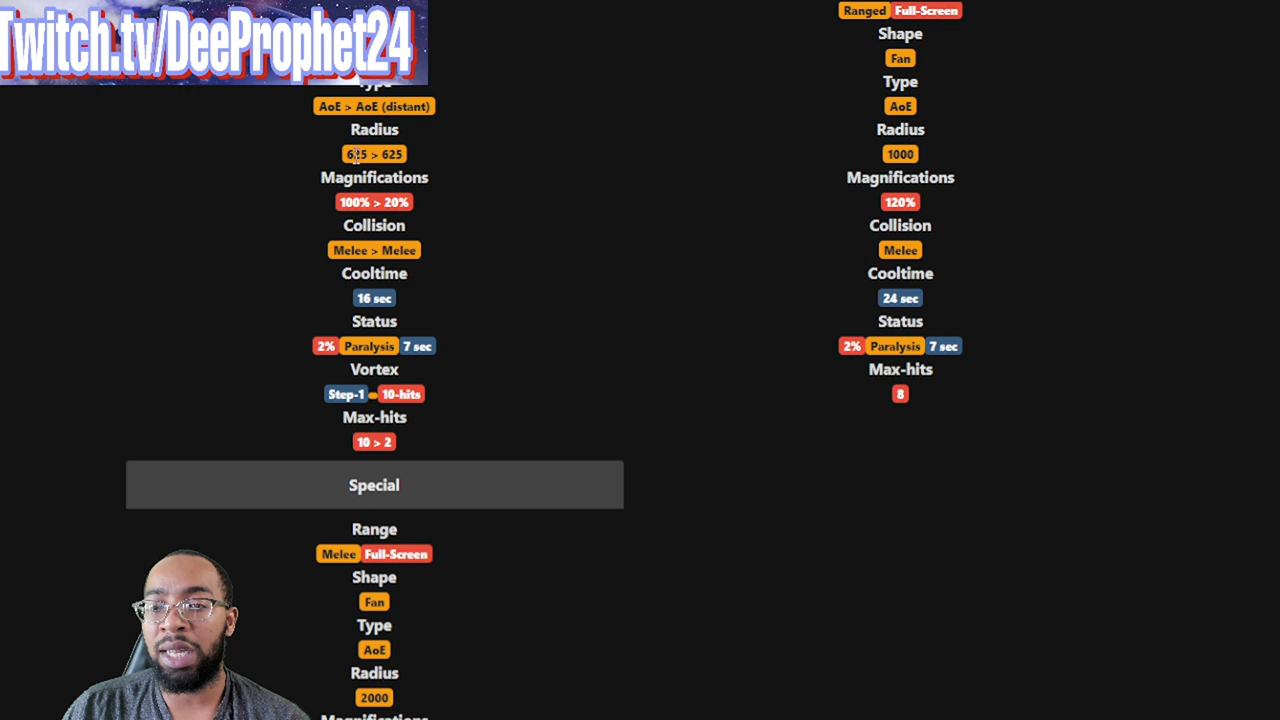 Twitch.tv/DeeProphet24
Type
AoE > AoE (distant)
Radius
625 > 625
Magnifications
100% > 20%
Collision
Melee > Melee
Cooltime
16 sec
Status
2% Paralysis 7 sec
Vortex
Step-1 10-hits
Max-hits
10 > 2
Special
Range
Melee Full-Screen
Shape
Fan
Type
AoE
Radius
2000
Magnifications
Ranged Full-Screen
Shape
Fan
Type
AoE
Radius
1000
Magnifications
120%
Collision
Melee
Cooltime
24 sec
Status
2% Paralysis 7 sec
Max-hits
8